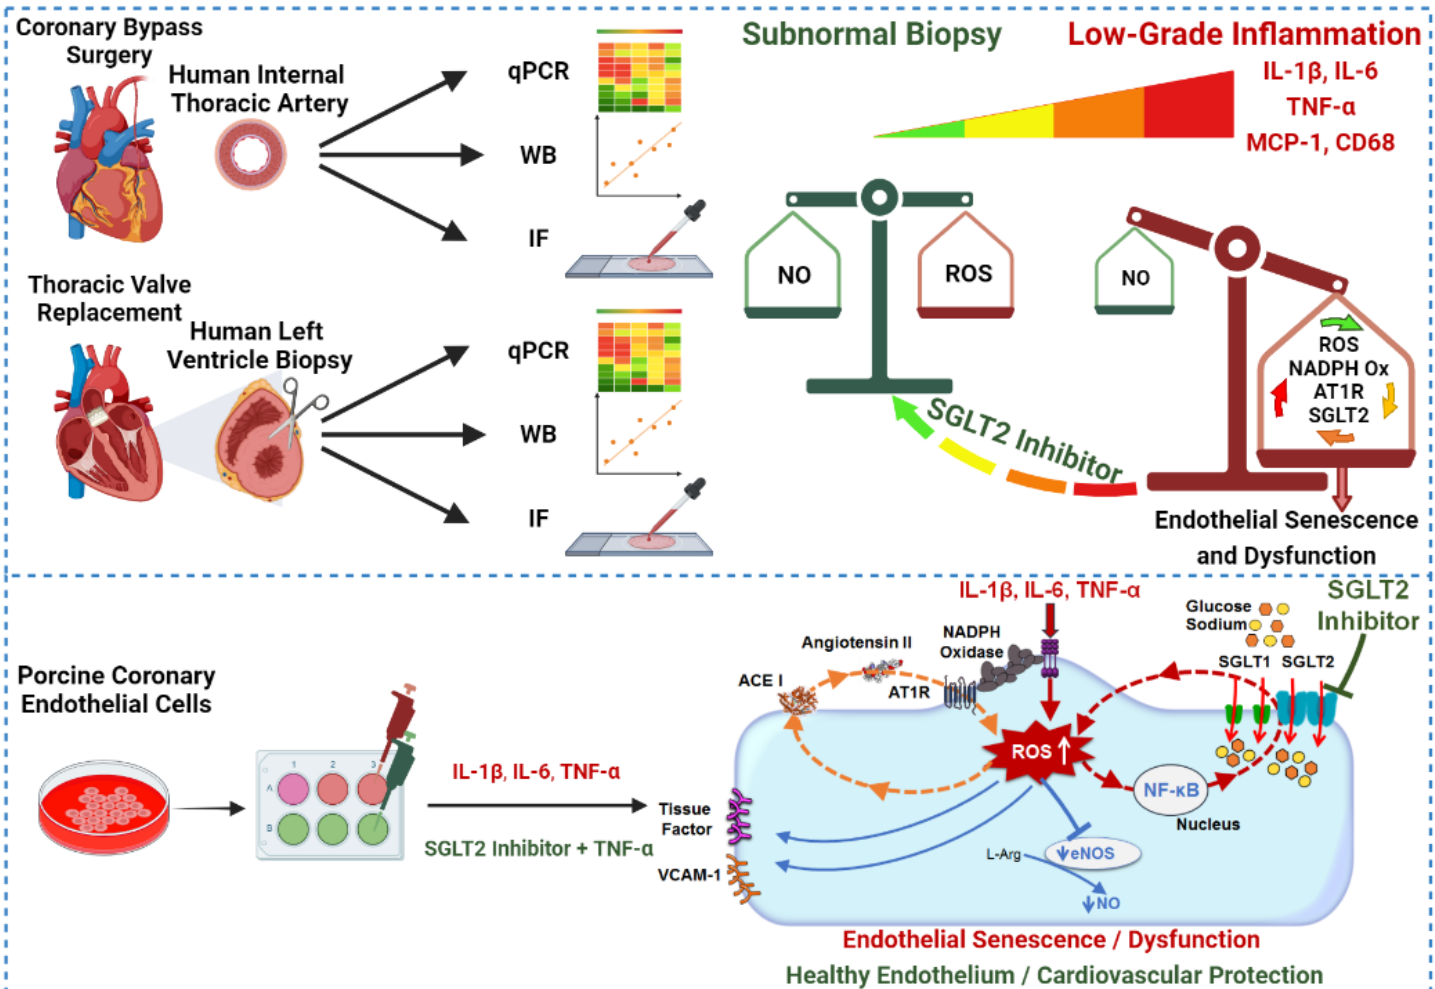 Coronary Bypass
Surgery
Human Internal
Thoracic Artery
qPCR
WB
IF
Thoracic Valve
Replacement
Human Left
Ventricle Biopsy
qPCR
WB
IF
Subnormal Biopsy
Low-Grade Inflammation
IL-1β, IL-6
TNF-α
MCP-1, CD68
NO
ROS
NO
ROS
NADPH Ox
AT1R
SGLT2
SGLT2 Inhibitor
Endothelial Senescence
and Dysfunction
Porcine Coronary
Endothelial Cells
1 2 3
A
B
IL-1β, IL-6, TNF-α
SGLT2 Inhibitor + TNF-α
IL-1β, IL-6, TNF-α
SGLT2
Inhibitor
Glucose
Sodium
SGLT1 SGLT2
Angiotensin II
NADPH
Oxidase
ACE I
AT1R
ROS
NF-κB
Nucleus
Tissue
Factor
VCAM-1
L-Arg
eNOS
NO
Endothelial Senescence / Dysfunction
Healthy Endothelium / Cardiovascular Protection